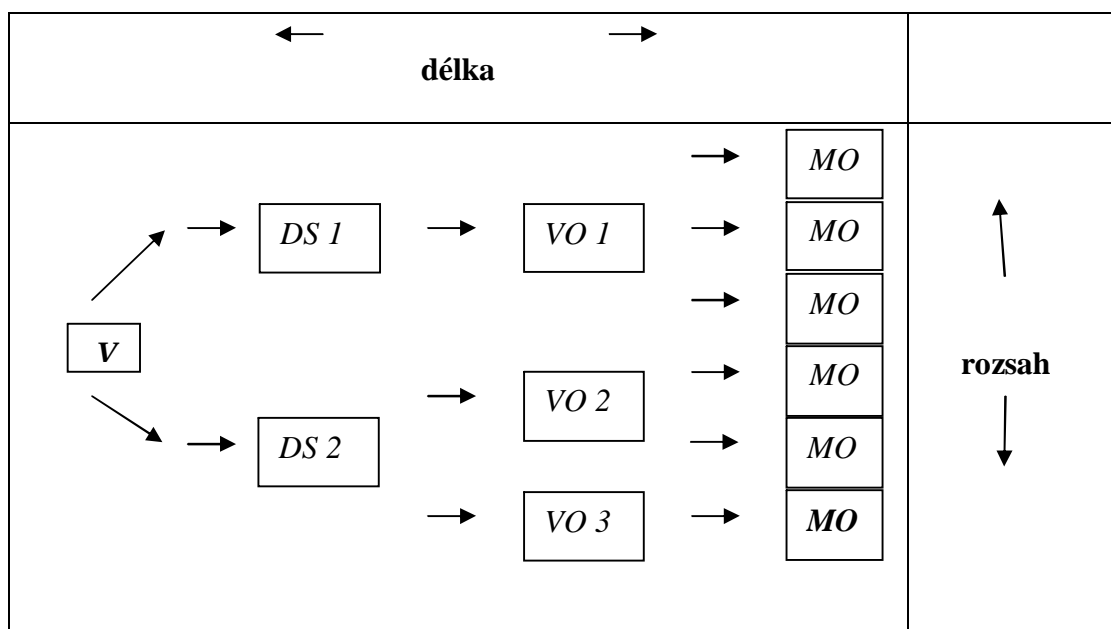 délka
MO
DS 1 VO 1 MO
MO
V
MO
rozsah
VO 2
DS 2 MO
VO 3 MO